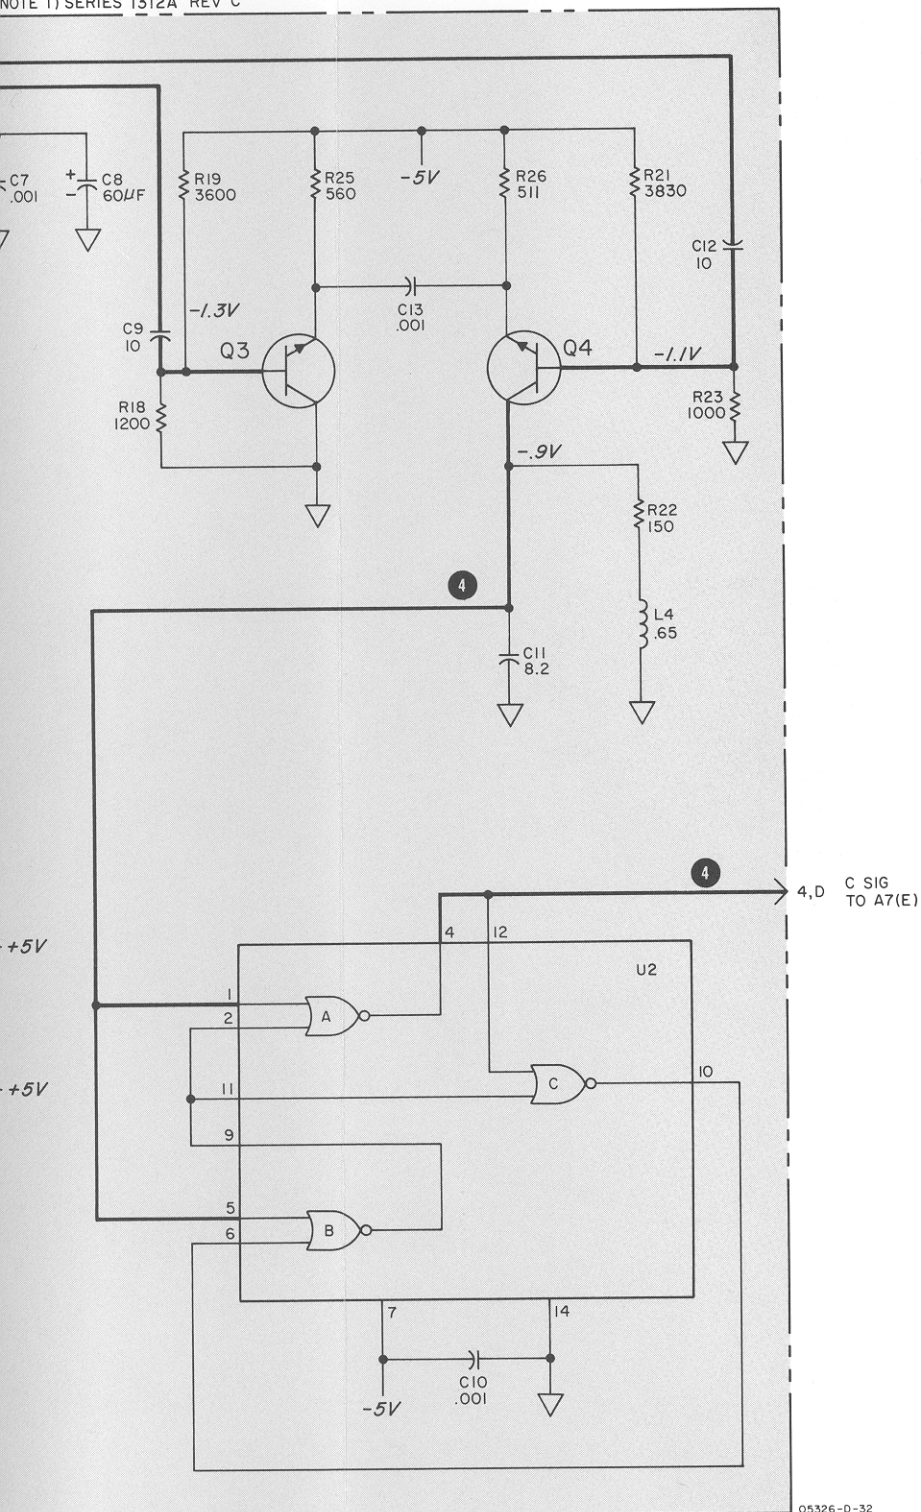 NOTE 1) SERIES 1312A REV C
C7
.001
+
-
C8
60µF
R19
3600
R25
560
-5V
R26
511
R21
3830
C12
10
-1.3V
C13
.001
C9
10
Q3
Q4
-1.1V
R18
1200
R23
1000
-.9V
R22
150
4
L4
.65
C11
8.2
4
4,D
C SIG
TO A7(E)
+5V
4
12
U2
1
2
A
+5V
11
C
10
9
5
6
B
7
14
C10
.001
-5V
05326-D-32